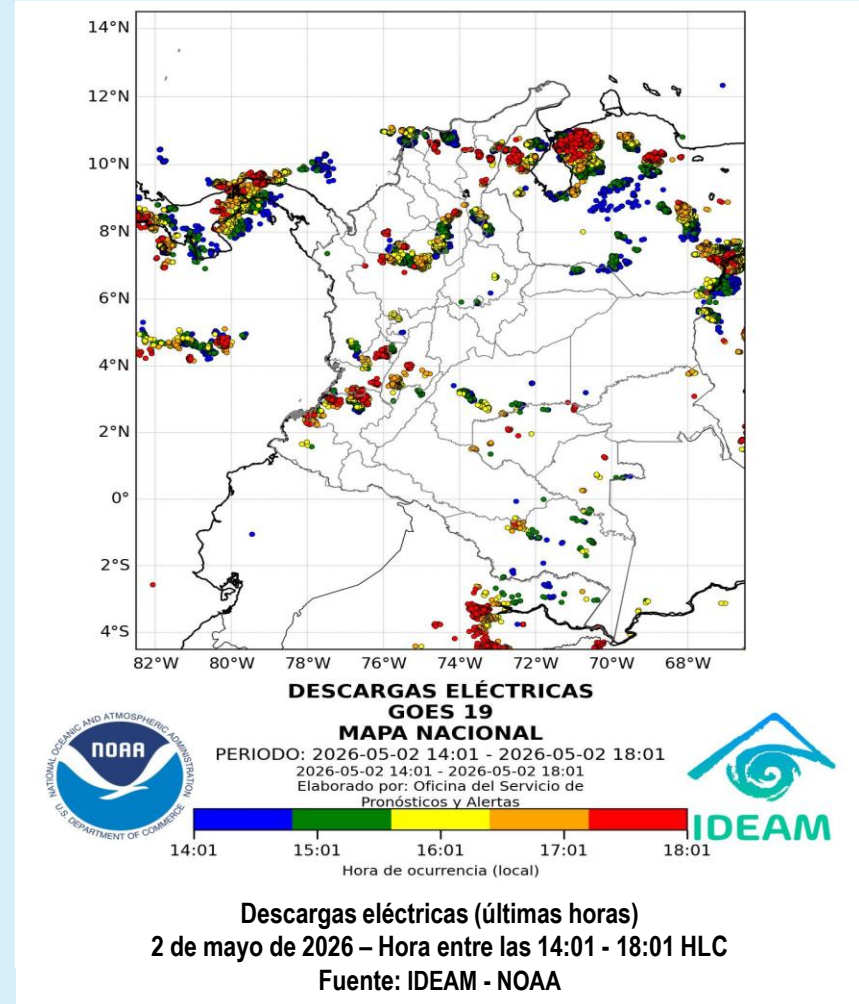 14°N
12°N
10°N
8°N
6°N
4°N
2°N
0°
2°S
4°S
82°W 80°W 78°W 76°W 74°W 72°W 70°W 68°W
DESCARGAS ELÉCTRICAS
GOES 19
MAPA NACIONAL
PERIODO: 2026-05-02 14:01 - 2026-05-02 18:01
2026-05-02 14:01 - 2026-05-02 18:01
Elaborado por: Oficina del Servicio de
Pronósticos y Alertas
NATIONAL OCEANIC AND ATMOSPHERIC ADMINISTRATION
NOAA
U.S. DEPARTMENT OF COMMERCE
IDEAM
14:01 15:01 16:01 17:01 18:01
Hora de ocurrencia (local)
Descargas eléctricas (últimas horas)
2 de mayo de 2026 – Hora entre las 14:01 - 18:01 HLC
Fuente: IDEAM - NOAA